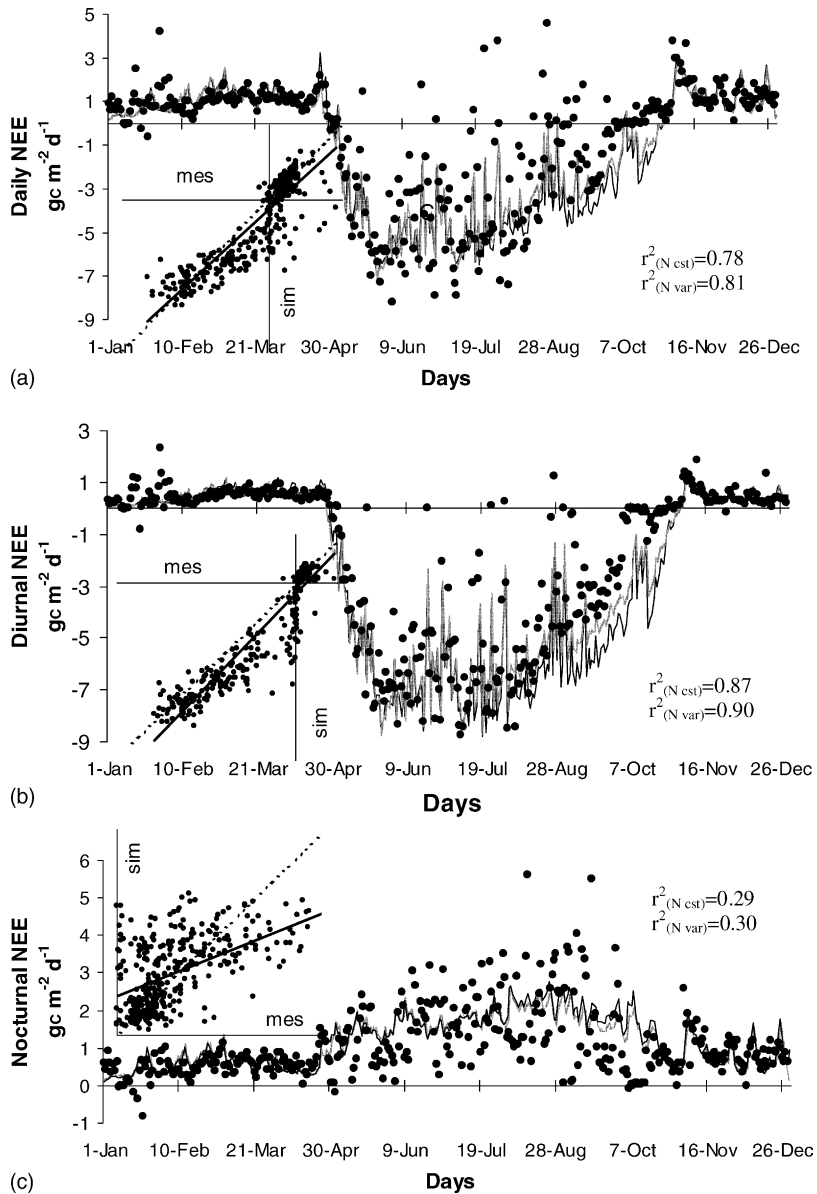 5
3
1
-1
-3
-5
-7
-9
Daily NEE
gc m⁻² d⁻¹
mes
sim
r²(N cst)=0.78
r²(N var)=0.81
1-Jan 10-Feb 21-Mar 30-Apr 9-Jun 19-Jul 28-Aug 7-Oct 16-Nov 26-Dec
Days
(a)
3
1
-1
-3
-5
-7
-9
Diurnal NEE
gc m⁻² d⁻¹
mes
sim
r²(N cst)=0.87
r²(N var)=0.90
1-Jan 10-Feb 21-Mar 30-Apr 9-Jun 19-Jul 28-Aug 7-Oct 16-Nov 26-Dec
Days
(b)
6
5
4
3
2
1
0
-1
Nocturnal NEE
gc m⁻² d⁻¹
sim
mes
r²(N cst)=0.29
r²(N var)=0.30
1-Jan 10-Feb 21-Mar 30-Apr 9-Jun 19-Jul 28-Aug 7-Oct 16-Nov 26-Dec
Days
(c)